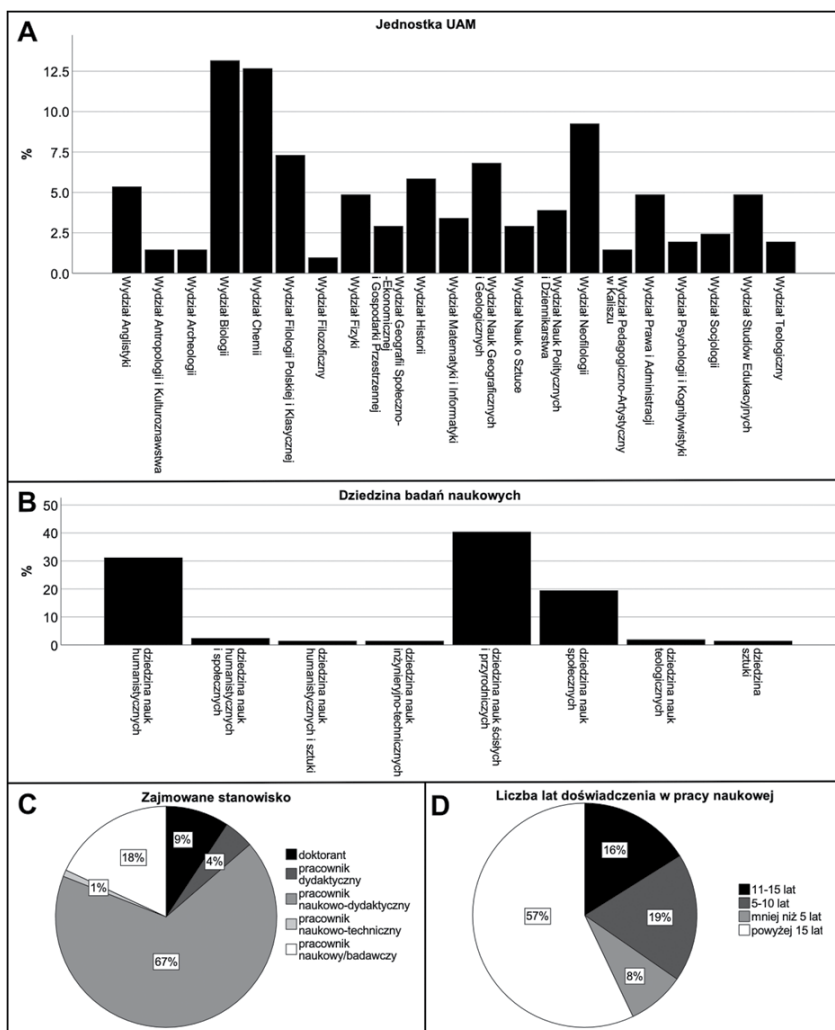 A
Jednostka UAM
%
12.5
10.0
7.5
5.0
2.5
0.0
Wydział Anglistyki
Wydział Antropologii i Kulturoznawstwa
Wydział Archeologii
Wydział Biologii
Wydział Chemii
Wydział Filologii Polskiej i Klasycznej
Wydział Filozoficzny
Wydział Fizyki
Wydział Geografii Społeczno-
-Ekonomicznej
i Gospodarki Przestrzennej
Wydział Historii
Wydział Matematyki i Informatyki
Wydział Nauk Geograficznych
i Geologicznych
Wydział Nauk o Sztuce
Wydział Nauk Politycznych
i Dziennikarstwa
Wydział Neofilologii
Wydział Pedagogiczno-Artystyczny
w Kaliszu
Wydział Prawa i Administracji
Wydział Psychologii i Kognitywistyki
Wydział Socjologii
Wydział Studiów Edukacyjnych
Wydział Teologiczny
B
Dziedzina badań naukowych
%
50
40
30
20
10
0
dziedzina nauk
humanistycznych
dziedzina nauk
humanistycznych
i społecznych
dziedzina nauk
humanistycznych i sztuki
dziedzina nauk
inżynieryjno-technicznych
dziedzina nauk ścisłych
i przyrodniczych
dziedzina nauk
społecznych
dziedzina nauk
teologicznych
dziedzina
sztuki
C
Zajmowane stanowisko
9%
4%
67%
1%
18%
doktorant
pracownik
dydaktyczny
pracownik
naukowo-dydaktyczny
pracownik
naukowo-techniczny
pracownik
naukowy/badawczy
D
Liczba lat doświadczenia w pracy naukowej
16%
19%
8%
57%
11-15 lat
5-10 lat
mniej niż 5 lat
powyżej 15 lat